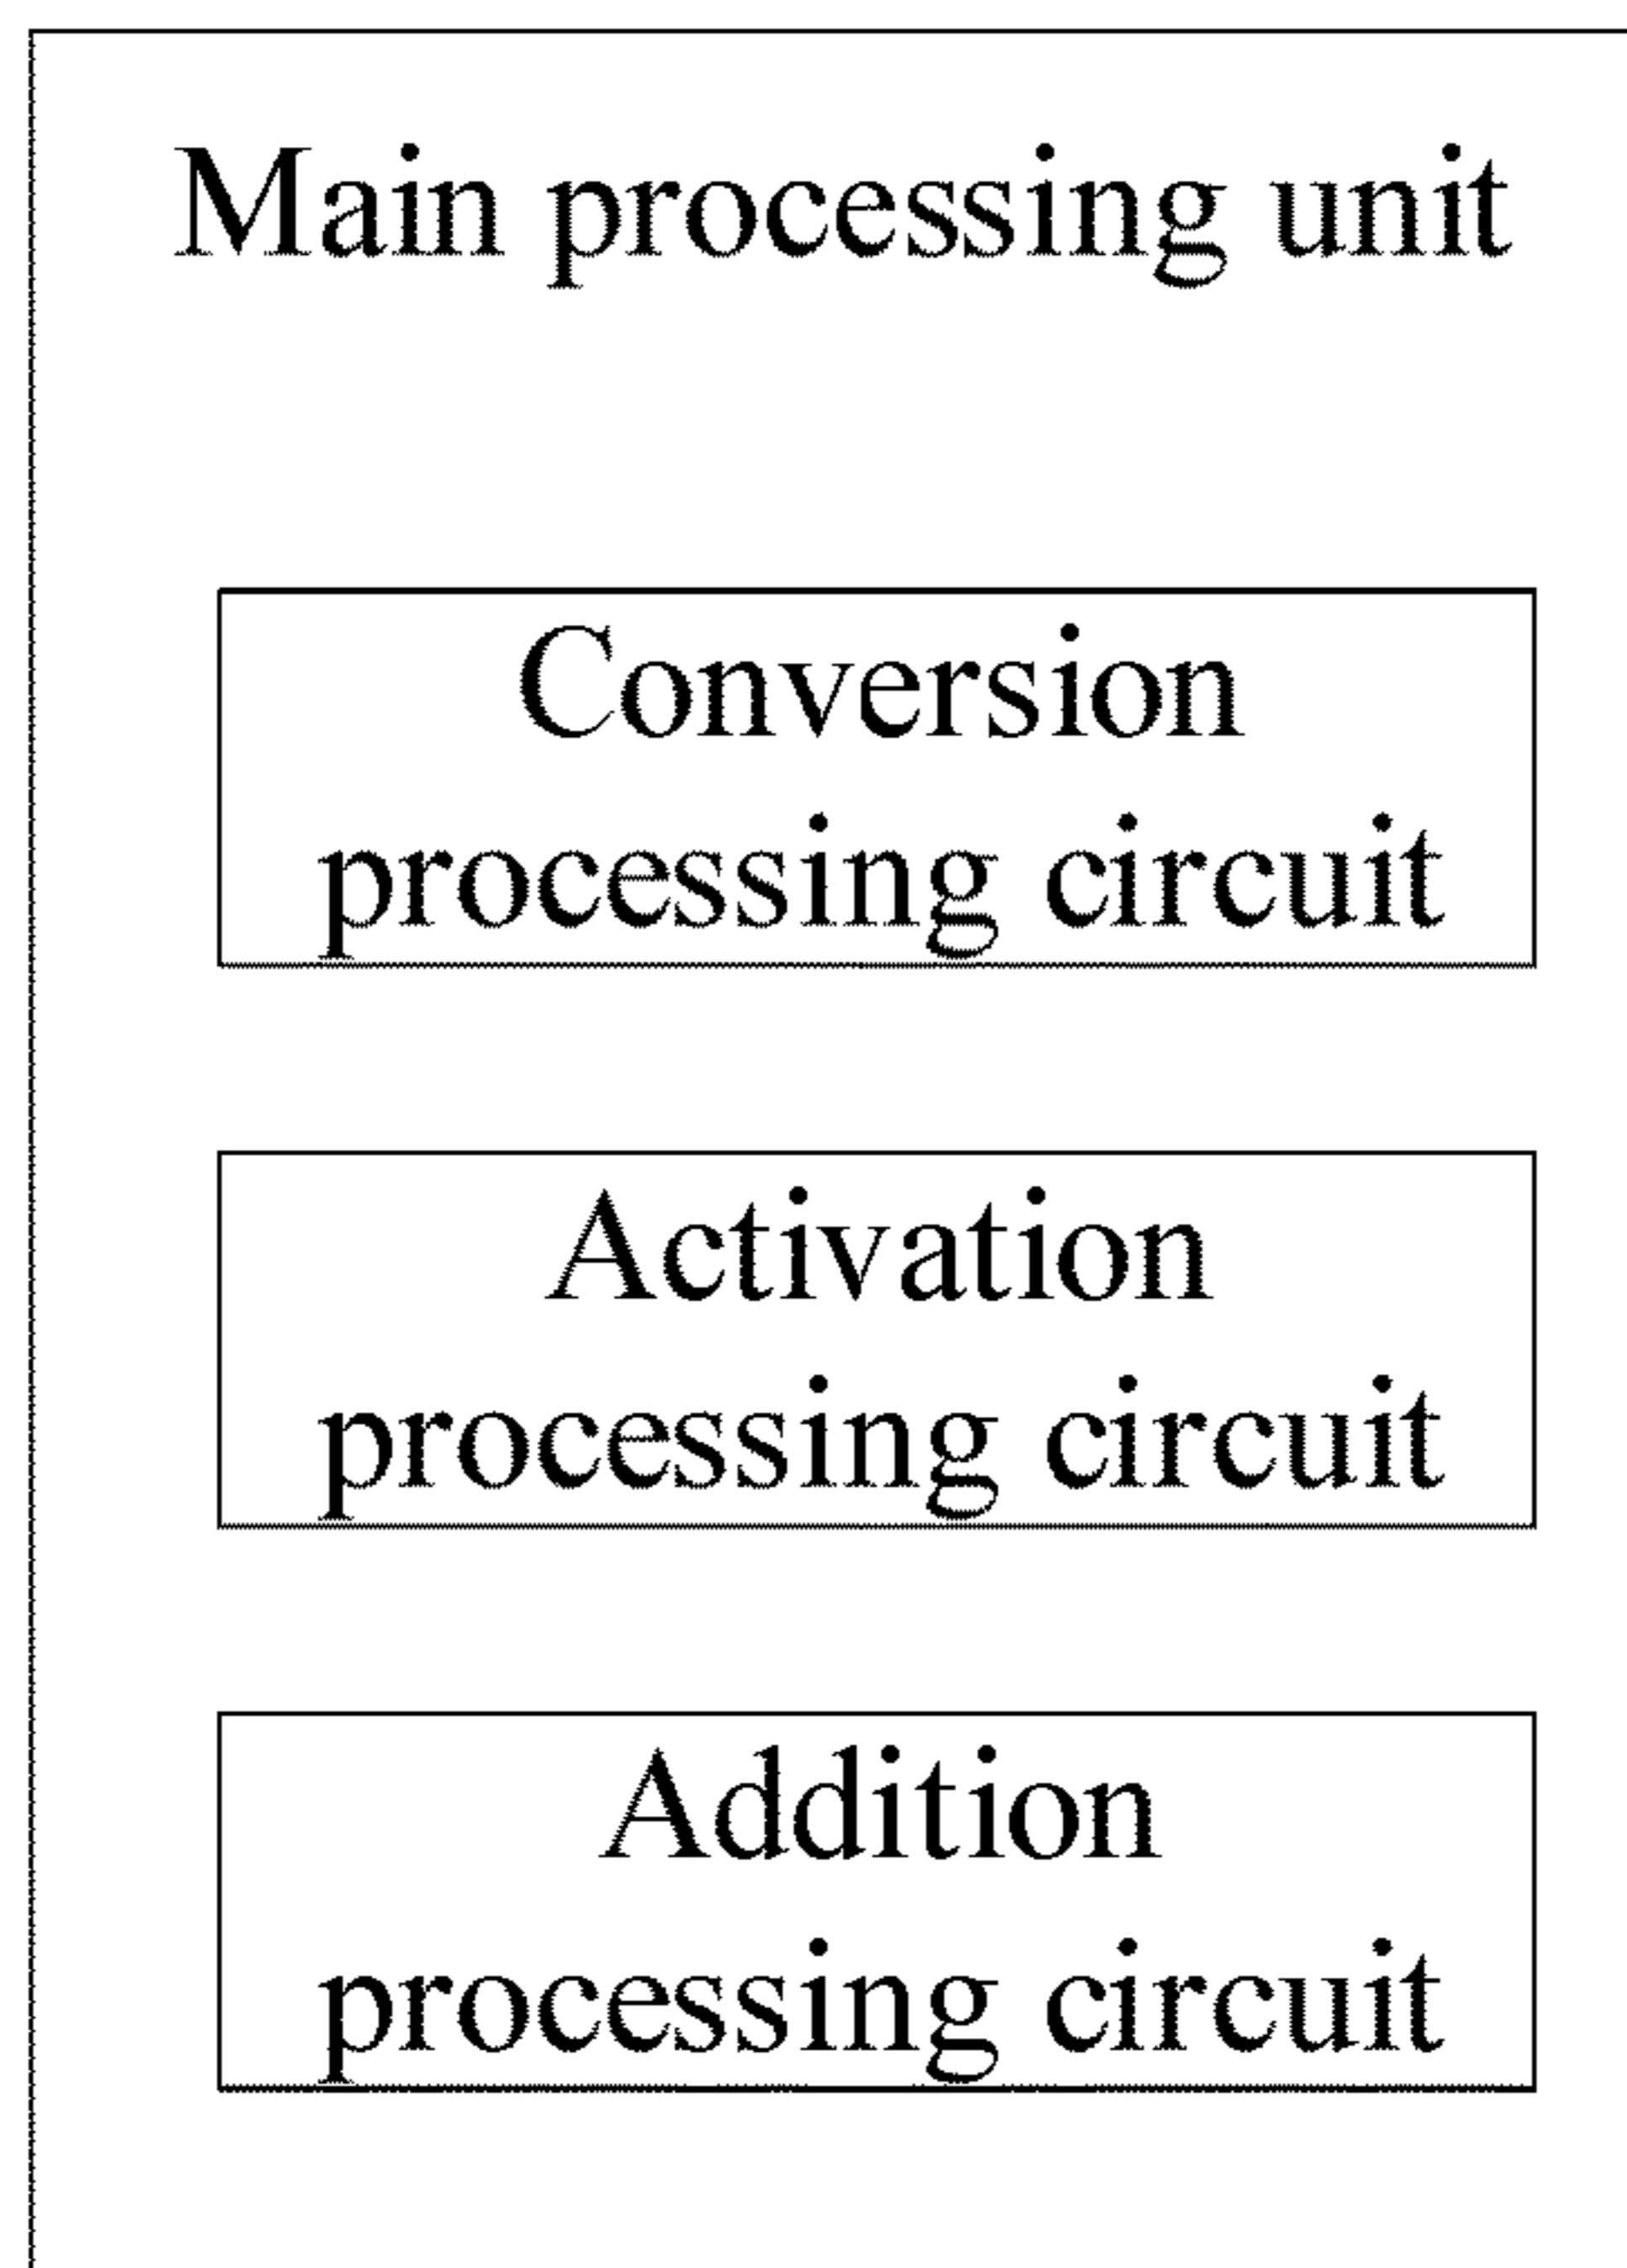 Main processing unit
Conversion
processing circuit
Activation
processing circuit
Addition
processing circuit